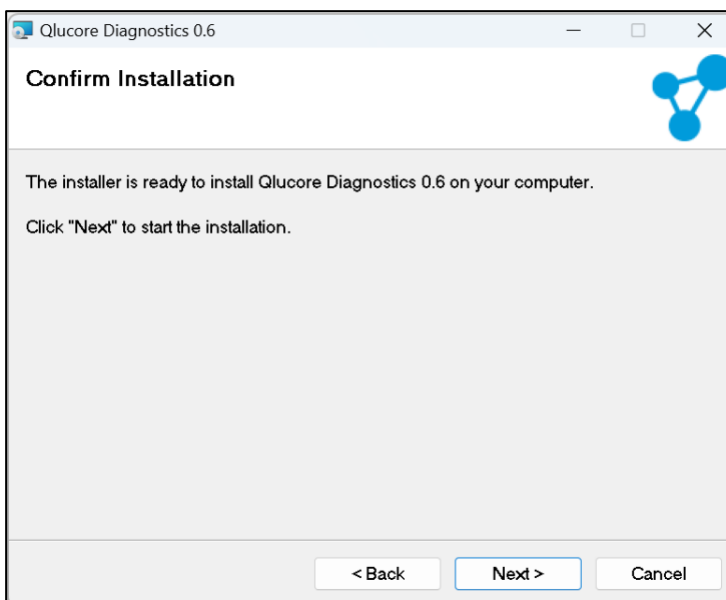 Qlucore Diagnostics 0.6
Confirm Installation
The installer is ready to install Qlucore Diagnostics 0.6 on your computer.
Click "Next" to start the installation.
< Back
Next >
Cancel